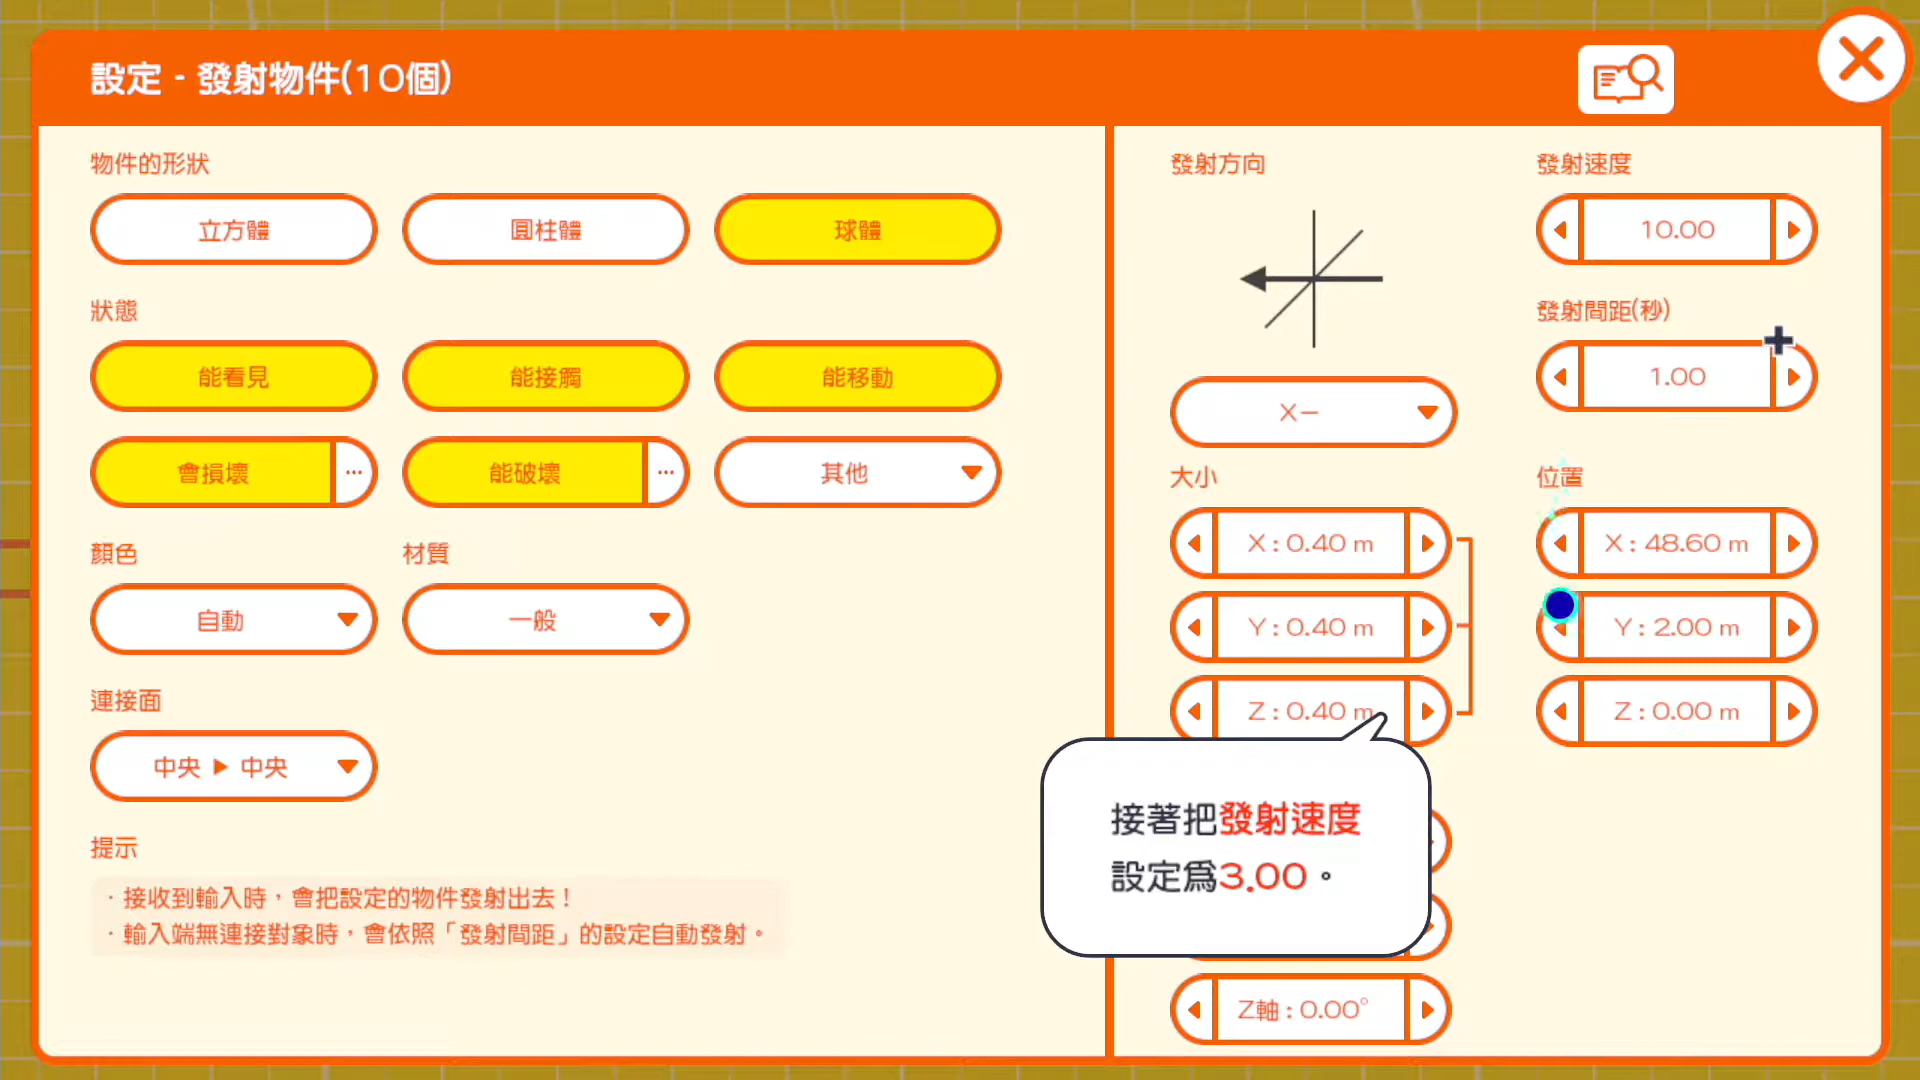 設定 - 發射物件(10個)
物件的形狀
立方體
圓柱體
球體
狀態
能看見
能接觸
能移動
會損壞
...
能破壞
...
其他
顏色
自動
材質
一般
連接面
中央 ▶ 中央
提示
·接收到輸入時，會把設定的物件發射出去！
·輸入端無連接對象時，會依照「發射間距」的設定自動發射。
發射方向
X－
發射速度
10.00
發射間距(秒)
1.00
大小
X : 0.40 m
Y : 0.40 m
Z : 0.40 m
位置
X : 48.60 m
Y : 2.00 m
Z : 0.00 m
接著把發射速度
設定為3.00。
Z軸 : 0.00°